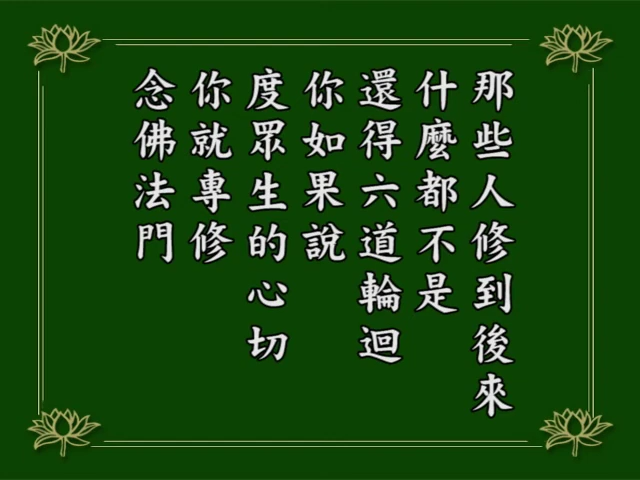 那些人修到後來
什麼都不是
還得六道輪迴
你如果說
度眾生的心切
你就專修
念佛法門